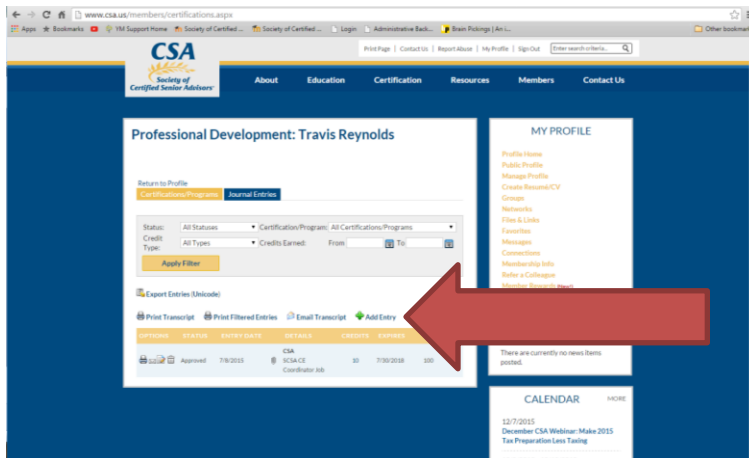 www.csa.us/members/certifications.aspx
Apps Bookmarks YM Support Home Society of Certified ... Society of Certified ... Login Administrative Back... Brain Pickings | An i... Other bookmar
Print Page | Contact Us | Report Abuse | My Profile | Sign Out Enter search criteria..
CSA
Society of
Certified Senior Advisors
About Education Certification Resources Members Contact Us
Professional Development: Travis Reynolds
Return to Profile
Certifications/Programs Journal Entries
Status: All Statuses Certification/Program: All Certifications/Programs
Credit Type: All Types Credits Earned: From To
Apply Filter
Export Entries (Unicode)
Print Transcript Print Filtered Entries Email Transcript Add Entry
OPTIONS STATUS ENTRY DATE DETAILS CREDITS EXPIRES
CSA
Approved 7/8/2015 SCSA CE 10 7/30/2018 100
Coordinator Job
MY PROFILE
Profile Home
Public Profile
Manage Profile
Create Resumé/CV
Groups
Networks
Files & Links
Favorites
Messages
Connections
Membership Info
Refer a Colleague
Member Rewards New!
There are currently no news items
posted.
CALENDAR MORE
12/7/2015
December CSA Webinar: Make 2015
Tax Preparation Less Taxing